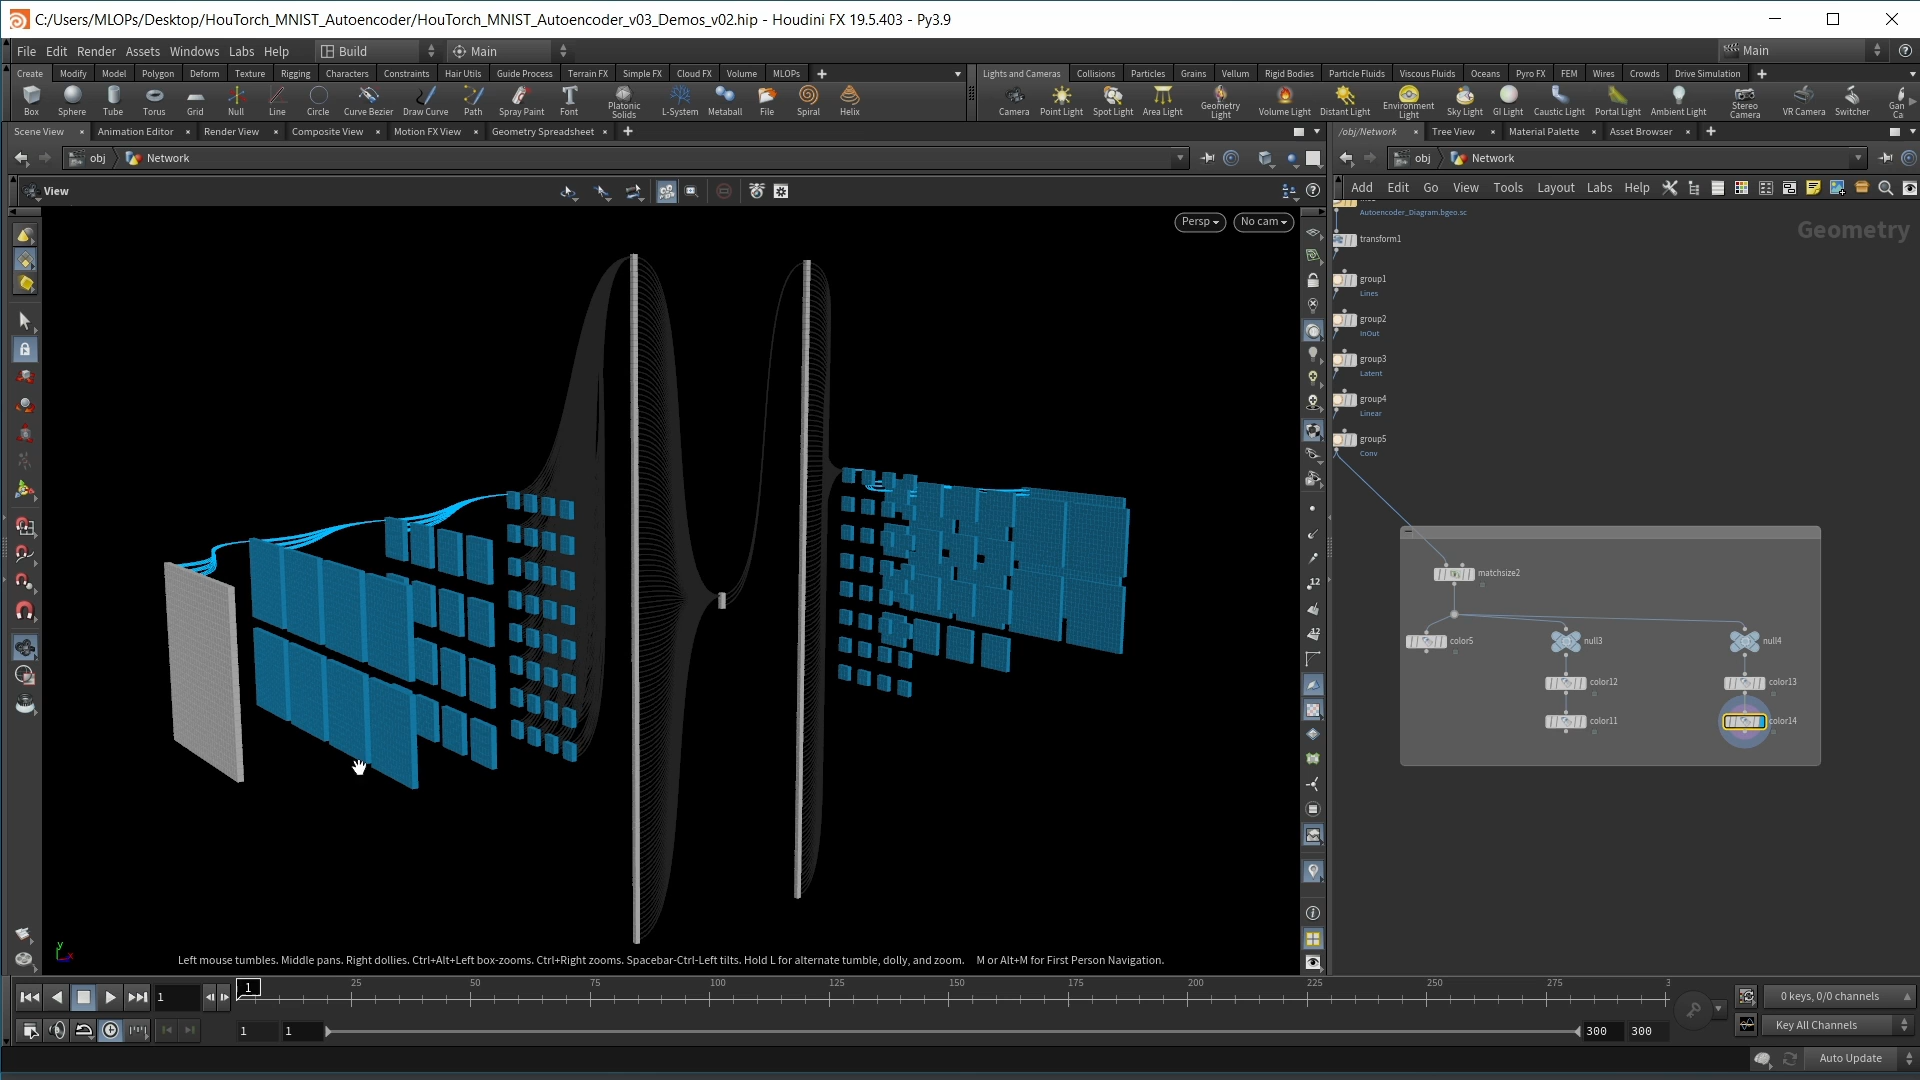 C:/Users/MLOPs/Desktop/HouTorch_MNIST_Autoencoder/HouTorch_MNIST_Autoencoder_v03_Demos_v02.hip - Houdini FX 19.5.403 - Py3.9
File Edit Render Assets Windows Labs Help Build Main Main
Create Modify Model Polygon Deform Texture Rigging Characters Constraints Hair Utils Guide Process Terrain FX Simple FX Cloud FX Volume MLOPs
Lights and Cameras Collisions Particles Grains Vellum Rigid Bodies Particle Fluids Viscous Fluids Oceans Pyro FX FEM Wires Crowds Drive Simulation
Box Sphere Tube Torus Grid Null Line Circle Curve Bezier Draw Curve Path Spray Paint Font Platonic Solids L-System Metaball File Spiral Helix
Camera Point Light Spot Light Area Light Geometry Light Volume Light Distant Light Environment Light Sky Light GI Light Caustic Light Portal Light Ambient Light Stereo Camera VR Camera Switcher
Scene View Animation Editor Render View Composite View Motion FX View Geometry Spreadsheet
/obj/Network Tree View Material Palette Asset Browser
obj Network
obj Network
View
Add Edit Go View Tools Layout Labs Help
Persp No cam
Geometry
Autoencoder_Diagram.bgeo.sc
transform1
group1
Lines
group2
InOut
group3
Latent
group4
Linear
group5
Conv
matchsize2
color5 null3 null4
color12 color13
color11 color14
12
12
y
x
Left mouse tumbles. Middle pans. Right dollies. Ctrl+Alt+Left box-zooms. Ctrl+Right zooms. Spacebar-Ctrl-Left tilts. Hold L for alternate tumble, dolly, and zoom. M or Alt+M for First Person Navigation.
1 1 25 50 75 100 125 150 175 200 225 250 275 3
0 keys, 0/0 channels
1 1 300 300
Key All Channels
Auto Update